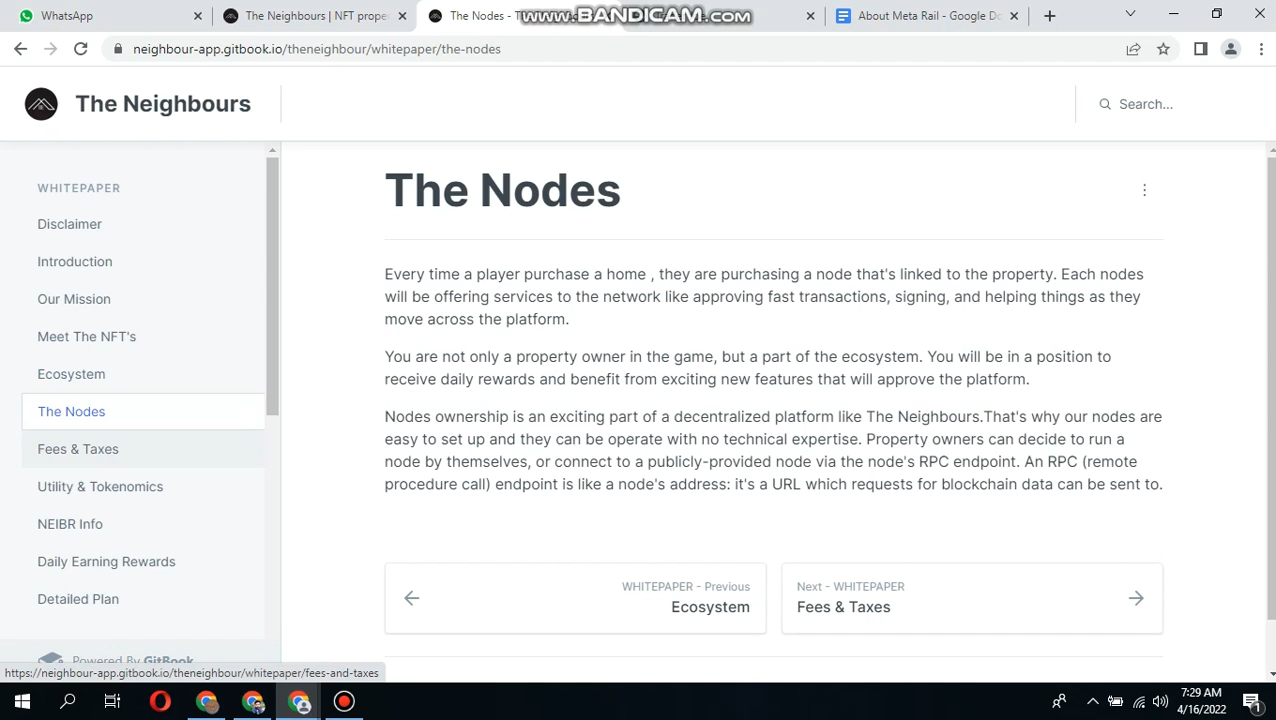 WhatsApp
The Neighbours | NFT prope
The Nodes - T
www.BANDICAM.com
About Meta Rail - Google Do
neighbour-app.gitbook.io/theneighbour/whitepaper/the-nodes
The Neighbours
Search...
WHITEPAPER
Disclaimer
Introduction
Our Mission
Meet The NFT's
Ecosystem
The Nodes
Fees & Taxes
Utility & Tokenomics
NEIBR Info
Daily Earning Rewards
Detailed Plan
Powered By GitBook
The Nodes
Every time a player purchase a home , they are purchasing a node that's linked to the property. Each nodes
will be offering services to the network like approving fast transactions, signing, and helping things as they
move across the platform.
You are not only a property owner in the game, but a part of the ecosystem. You will be in a position to
receive daily rewards and benefit from exciting new features that will approve the platform.
Nodes ownership is an exciting part of a decentralized platform like The Neighbours.That's why our nodes are
easy to set up and they can be operate with no technical expertise. Property owners can decide to run a
node by themselves, or connect to a publicly-provided node via the node's RPC endpoint. An RPC (remote
procedure call) endpoint is like a node's address: it's a URL which requests for blockchain data can be sent to.
WHITEPAPER - Previous
Ecosystem
Next - WHITEPAPER
Fees & Taxes
https://neighbour-app.gitbook.io/theneighbour/whitepaper/fees-and-taxes
7:29 AM
4/16/2022
1